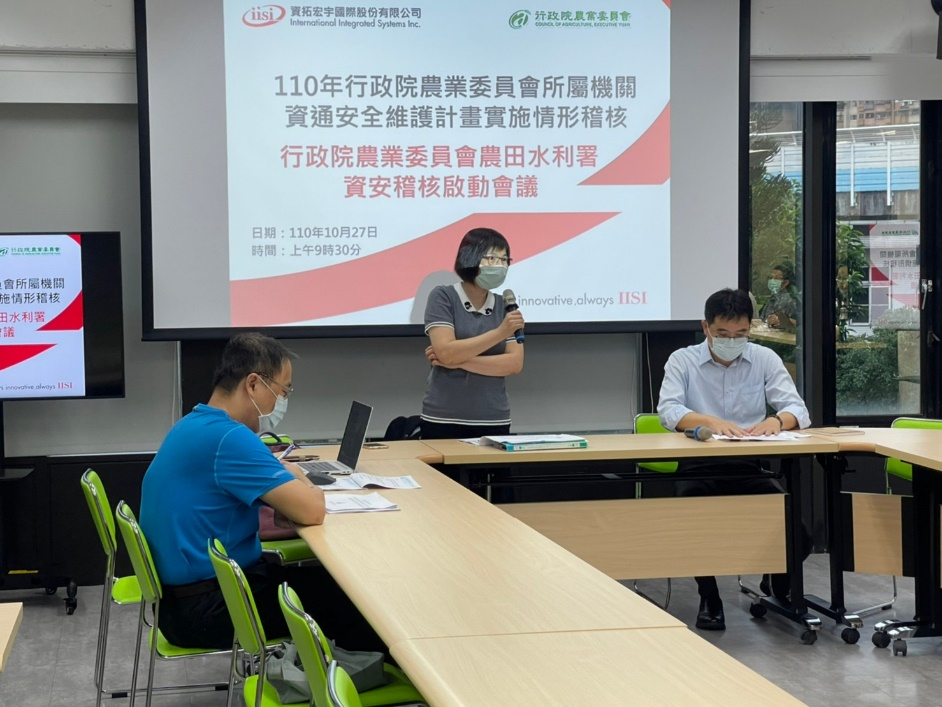 iisi 資拓宏宇國際股份有限公司
International Integrated Systems Inc.
行政院農業委員會
COUNCIL OF AGRICULTURE, EXECUTIVE YUAN
110年行政院農業委員會所屬機關
資通安全維護計畫實施情形稽核
行政院農業委員會農田水利署
資安稽核啟動會議
日期：110年10月27日
時間：上午9時30分
innovative,always IISI
行政院農業委員會
會所屬機關
施情形稽核
田水利署
會議
innovative,always IISI